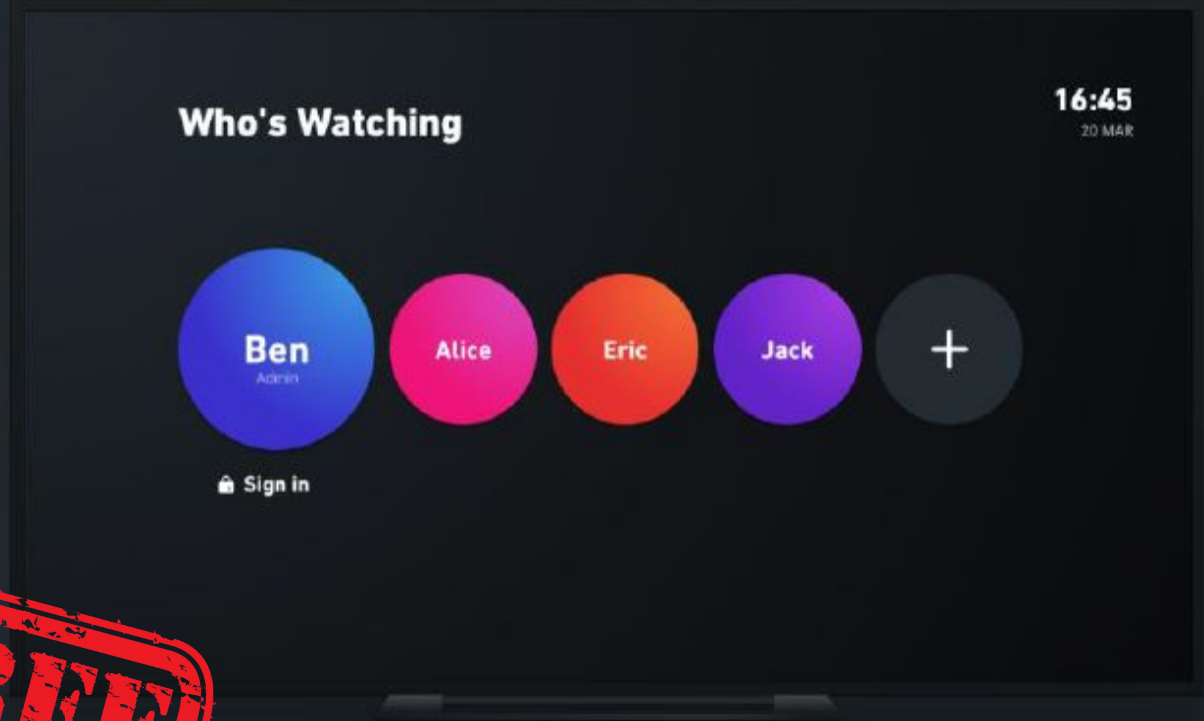 Who's Watching
16:45
20 MAR
Ben
Admin
Alice
Eric
Jack
+
Sign in